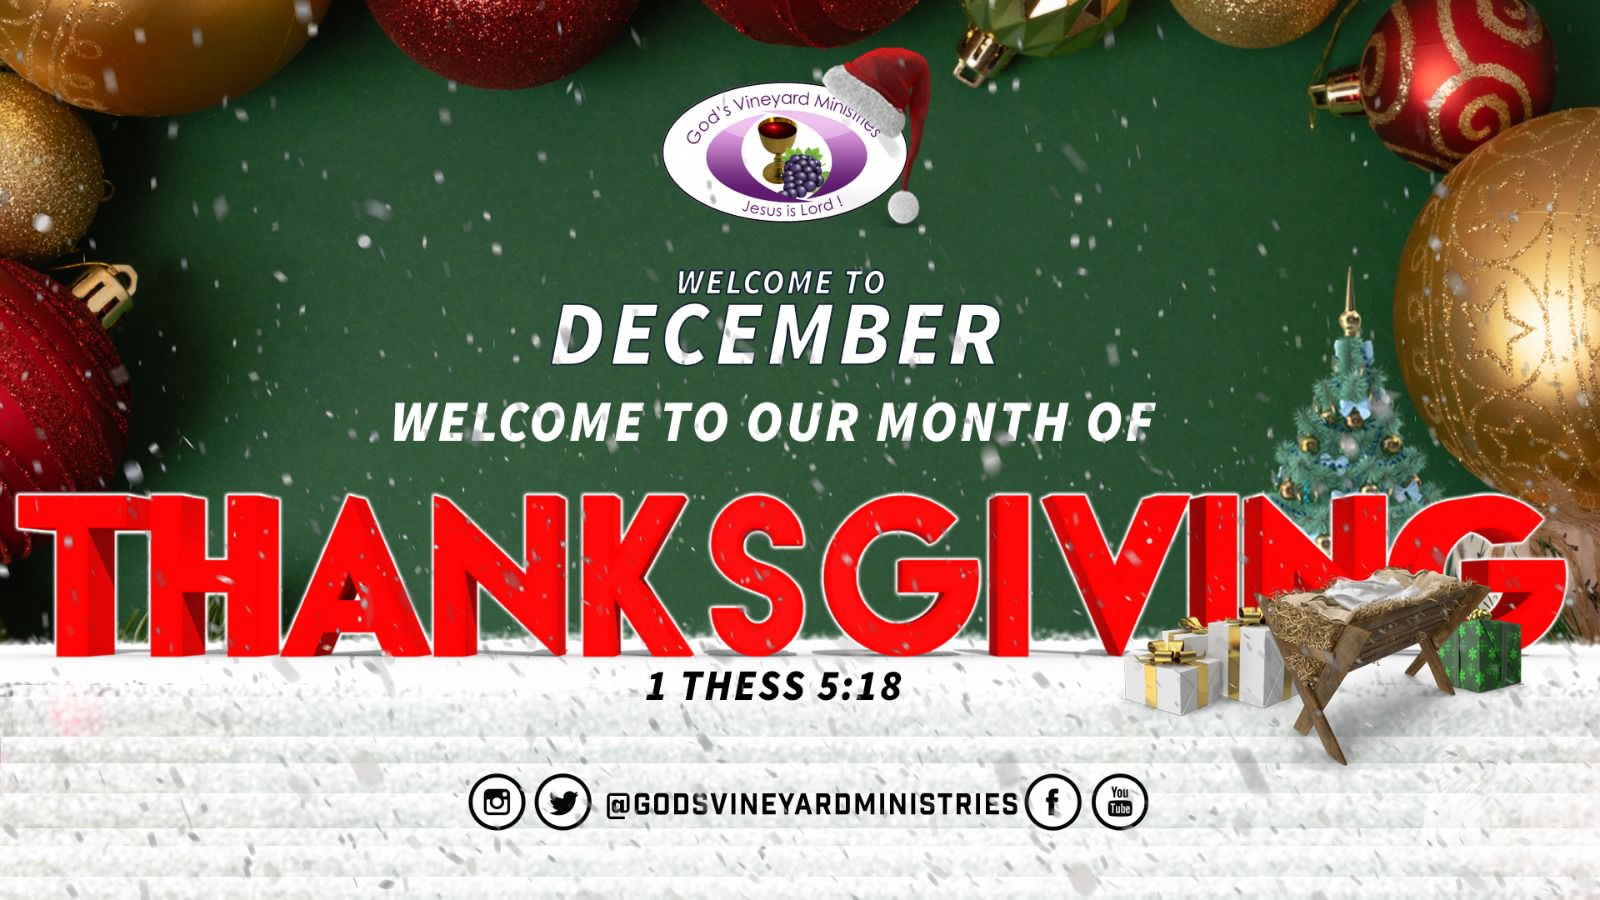 God's Vineyard Ministries
Jesus is Lord !
WELCOME TO
DECEMBER
WELCOME TO OUR MONTH OF
THANKSGIVING
1 THESS 5:18
@GODSVINEYARDMINISTRIES
You
Tube